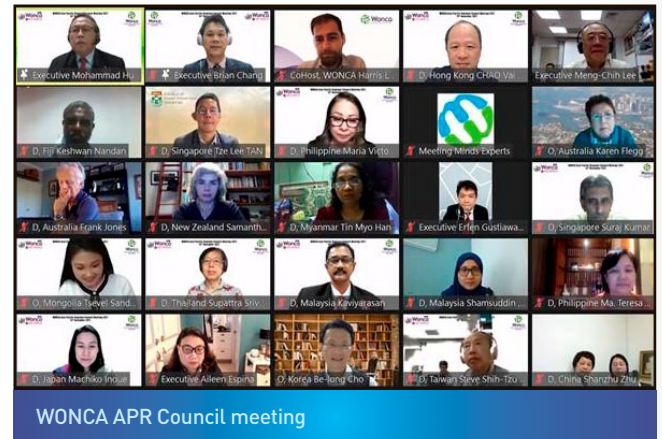 Executive Mohammad Hu
Executive Brian Chang
CoHost, WONCA Harris L...
D, Hong Kong CHAO Vai
Executive Meng-Chih Lee
D, Fiji Keshwan Nandan
D, Singapore Tze Lee TAN
D, Philippine Maria Victo
Meeting Minds Experts
O, Australia Karen Flegg s
D, Australia Frank Jones
D, New Zealand Samanth...
D, Myanmar Tin Myo Han
Executive Erfen Gustiawa...
D, Singapore Suraj Kumar
O, Mongolia Tsevel Sand...
D, Thailand Supattra Sriv...
D, Malaysia Kaviyarasan
D, Malaysia Shamsuddin ,
D, Philippine Ma. Teresa ...
D, Japan Machiko Inoue
Executive Aileen Espina
O, Korea Be-Jong Cho
D, Taiwan Steve Shih-Tzu
D, China Shanzhu Zhu
WONCA APR Council meeting